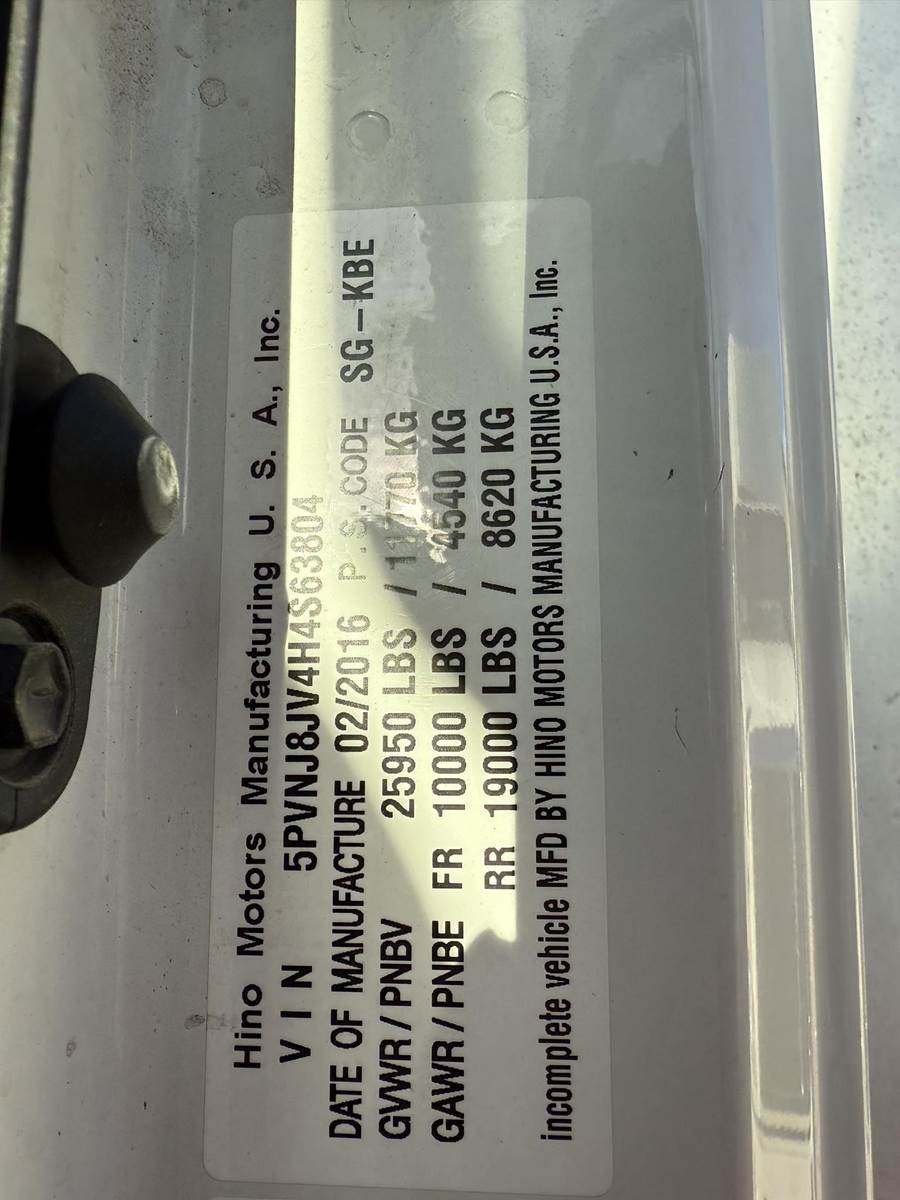 Hino Motors Manufacturing U. S. A., Inc.
VIN 5PVNJ8JV4H4S63804
DATE OF MANUFACTURE 02/2016 P.S. CODE SG-KBE
GVWR/PNBV 25950 LBS / 11770 KG
GAWR/PNBE FR 10000 LBS / 4540 KG
RR 19000 LBS / 8620 KG
incomplete vehicle MFD BY HINO MOTORS MANUFACTURING U.S.A., Inc.